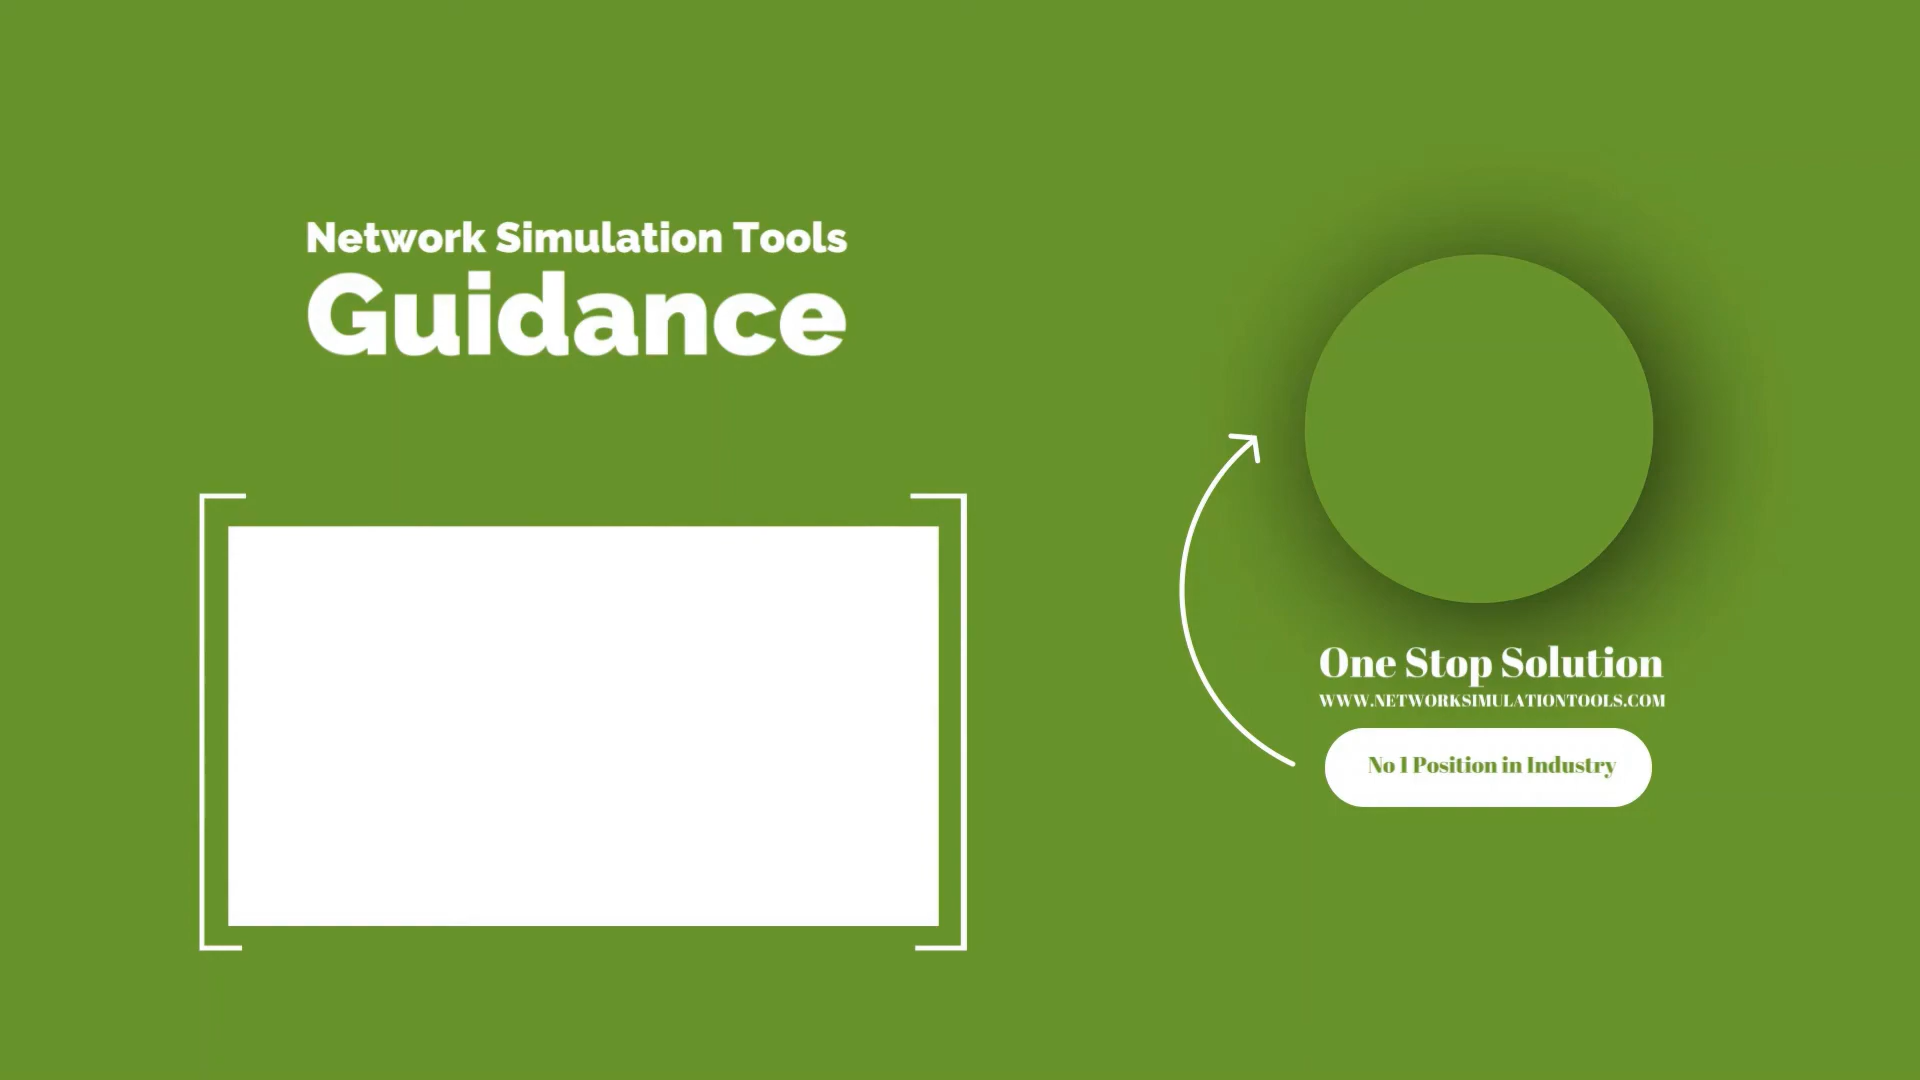 Network Simulation Tools
Guidance
One Stop Solution
WWW.NETWORKSIMULATIONTOOLS.COM
No 1 Position in Industry